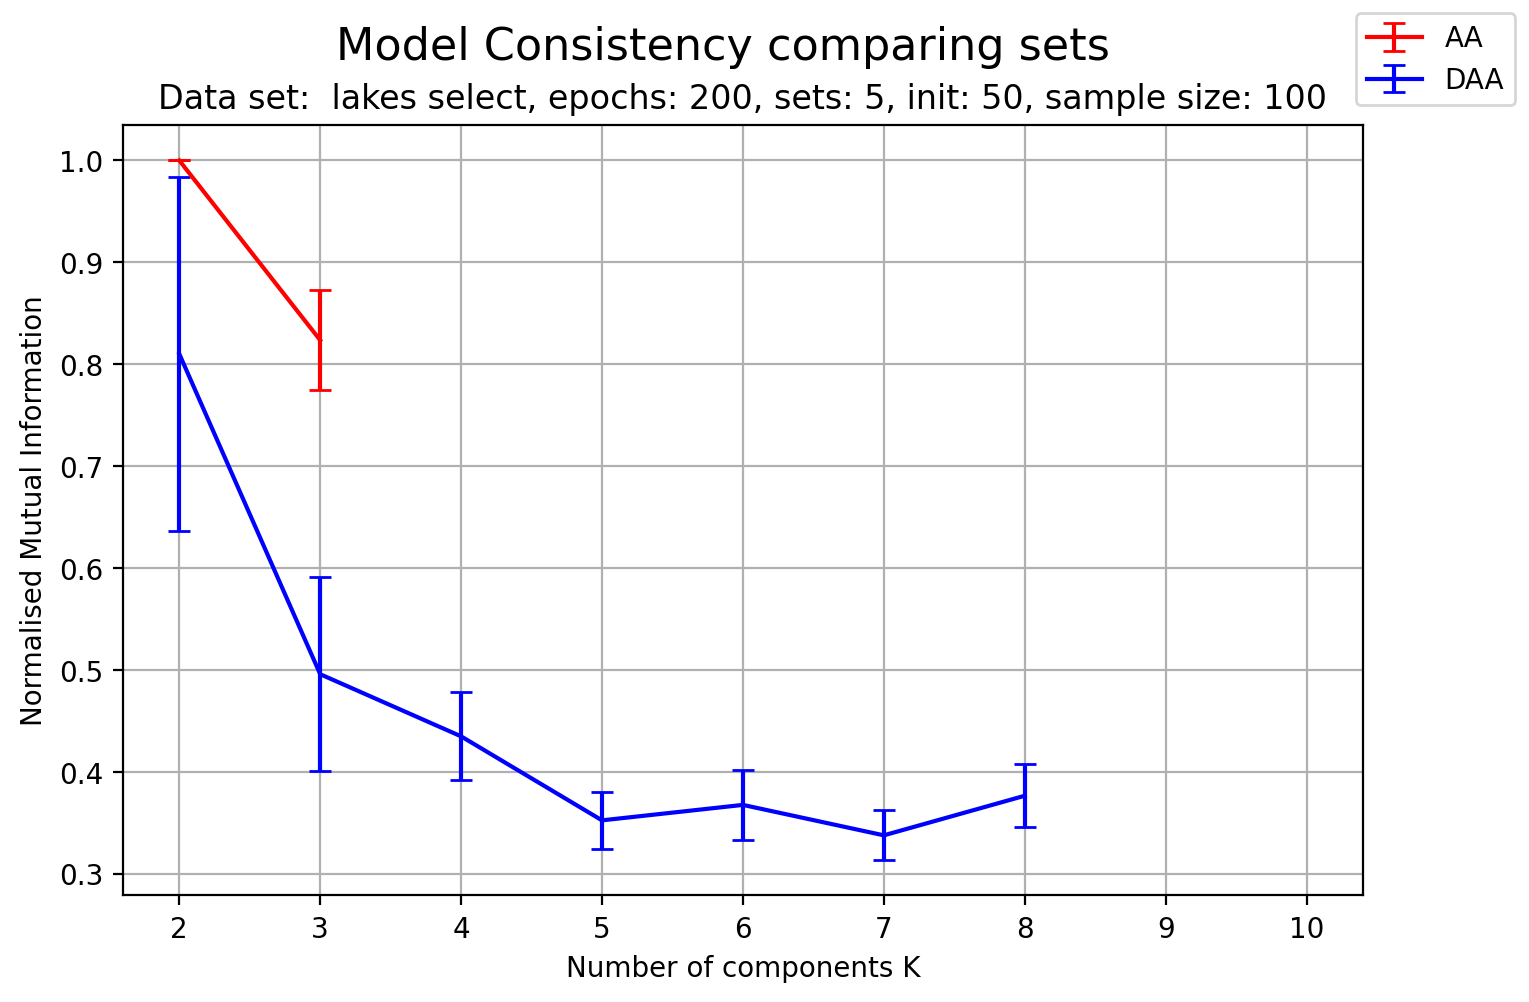 Model Consistency comparing sets
Data set:  lakes select, epochs: 200, sets: 5, init: 50, sample size: 100
AA
DAA
Normalised Mutual Information
1.0
0.9
0.8
0.7
0.6
0.5
0.4
0.3
2 3 4 5 6 7 8 9 10
Number of components K